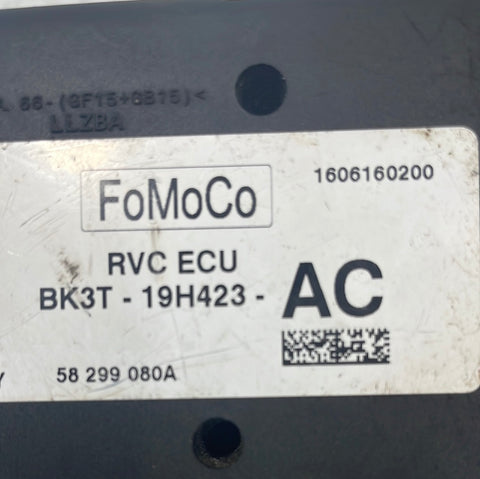 66-(GF15+GB15)<
LLZBA
FoMoCo
1606160200
RVC ECU
BK3T - 19H423 - AC
58 299 080A